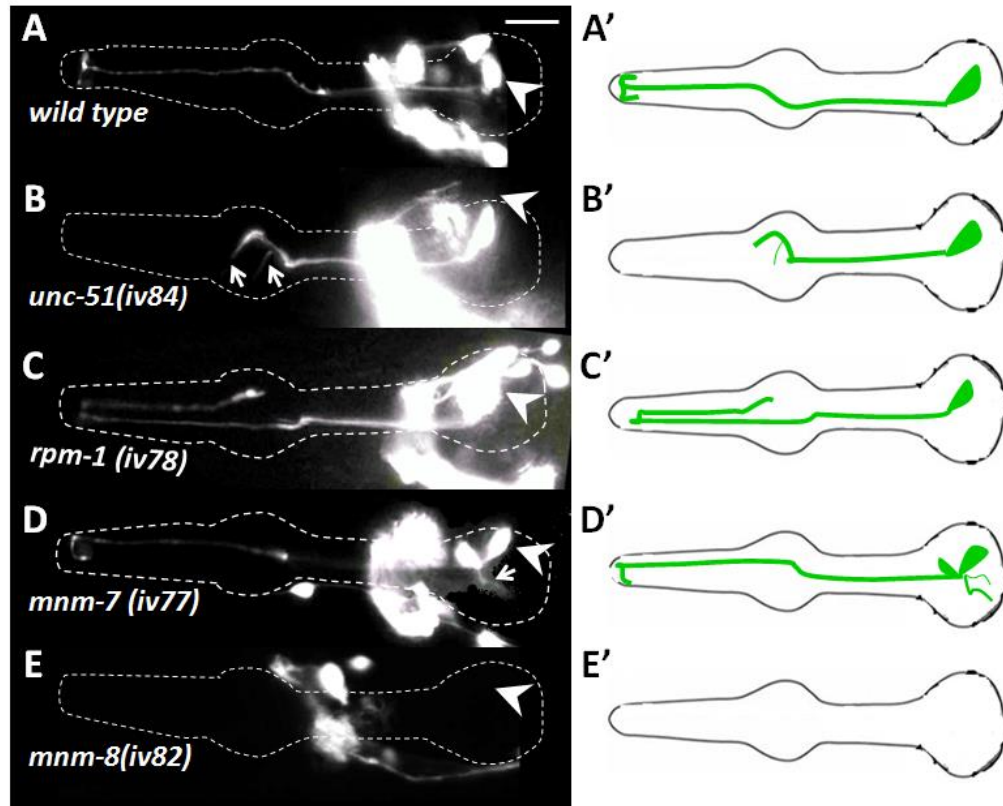 A
wild type
A’
B
unc-51(iv84)
B’
C
rpm-1 (iv78)
C’
D
mnm-7 (iv77)
D’
E
mnm-8(iv82)
E’